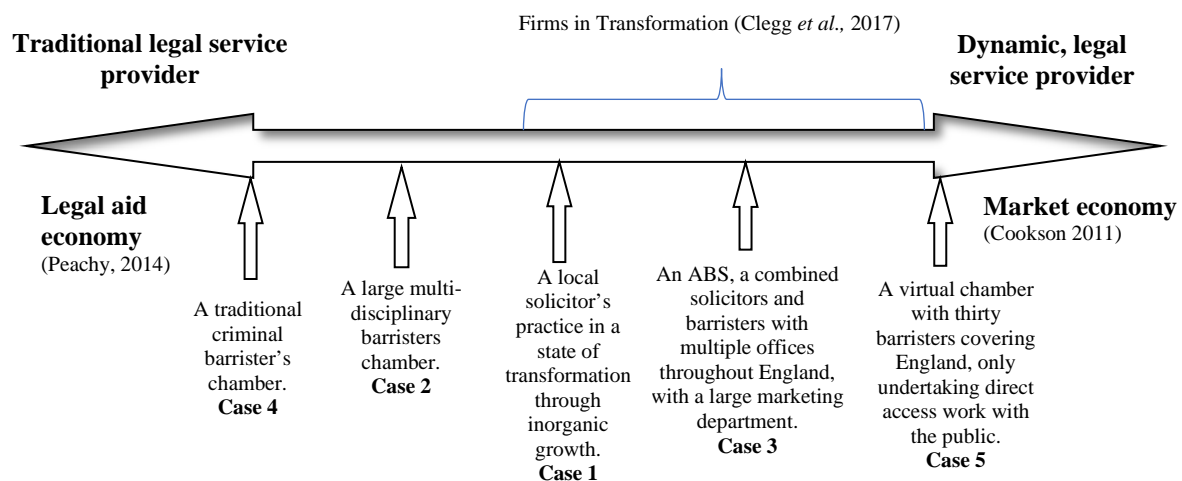 Firms in Transformation (Clegg et al., 2017)
Traditional legal service
provider
Dynamic, legal
service provider
Legal aid
economy
(Peachy, 2014)
Market economy
(Cookson 2011)
A traditional
criminal
barrister’s
chamber.
Case 4
A large multi-
disciplinary
barristers
chamber.
Case 2
A local
solicitor’s
practice in a
state of
transformation
through
inorganic
growth.
Case 1
An ABS, a combined
solicitors and
barristers with
multiple offices
throughout England,
with a large marketing
department.
Case 3
A virtual chamber
with thirty
barristers covering
England, only
undertaking direct
access work with
the public.
Case 5